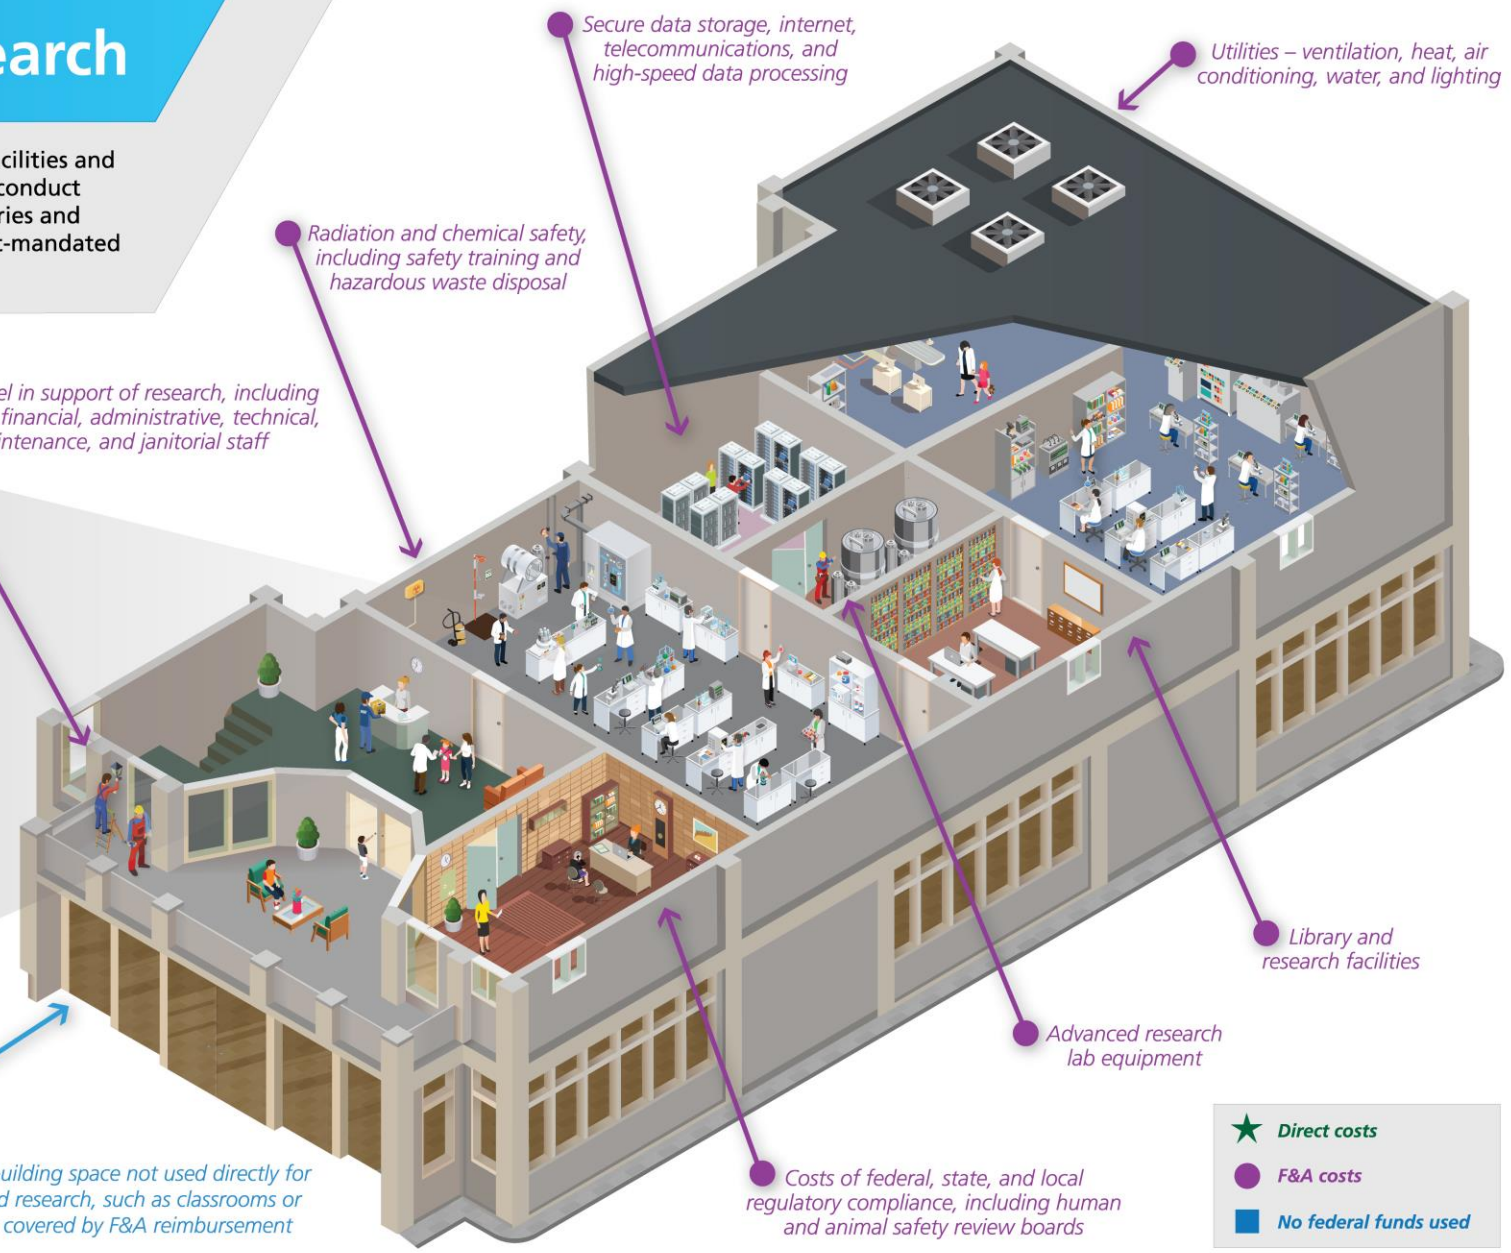 earch
cilities and
conduct
ries and
t-mandated
Secure data storage, internet,
telecommunications, and
high-speed data processing
Utilities – ventilation, heat, air
conditioning, water, and lighting
Radiation and chemical safety,
including safety training and
hazardous waste disposal
el in support of research, including
financial, administrative, technical,
intenance, and janitorial staff
Library and
research facilities
Advanced research
lab equipment
Costs of federal, state, and local
regulatory compliance, including human
and animal safety review boards
uilding space not used directly for
d research, such as classrooms or
covered by F&A reimbursement
Direct costs
F&A costs
No federal funds used